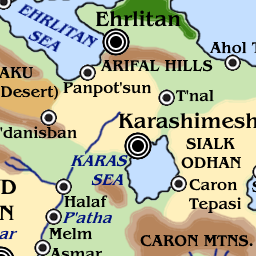 Ehrlitan
EHRLITAN
SEA
ARIFAL HILLS
Ahol T
AKU
Desert)
Panpot'sun
T'nal
'danisban
Karashimesh
KARAS
SEA
SIALK
ODHAN
D
N
Halaf
P'atha
Caron
Tepasi
Melm
Asmar
CARON MTNS.